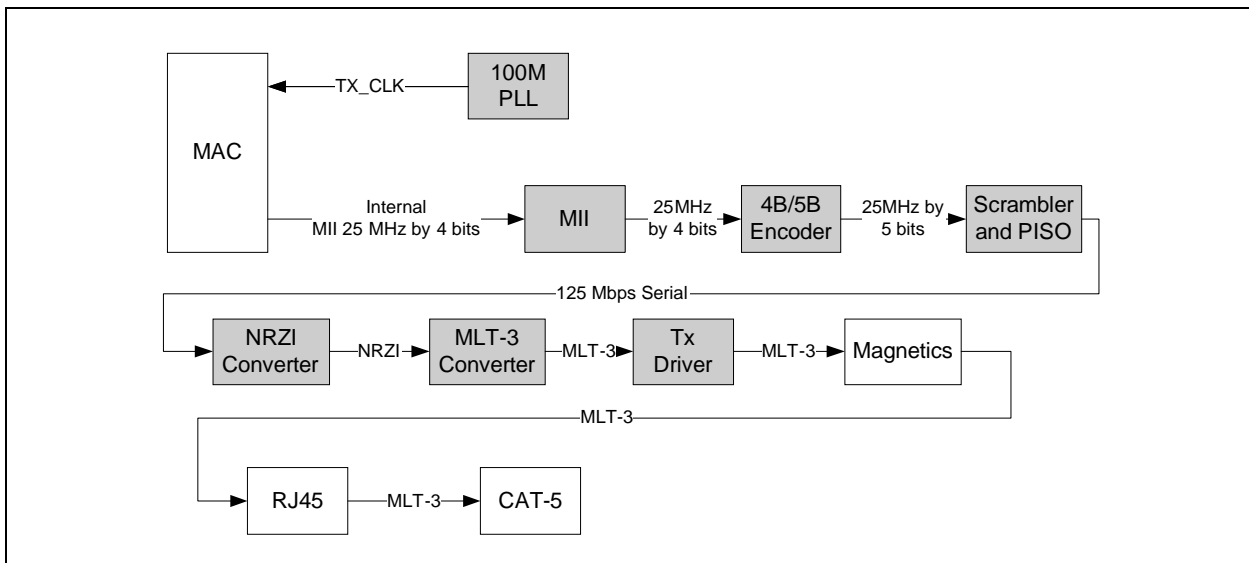 100M
PLL
TX_CLK
MAC
Internal
MII 25 MHz by 4 bits
MII
25MHz
by 4 bits
4B/5B
Encoder
25MHz by
5 bits
Scrambler
and PISO
125 Mbps Serial
NRZI
Converter
NRZI
MLT-3
Converter
MLT-3
Tx
Driver
MLT-3
Magnetics
MLT-3
RJ45
MLT-3
CAT-5